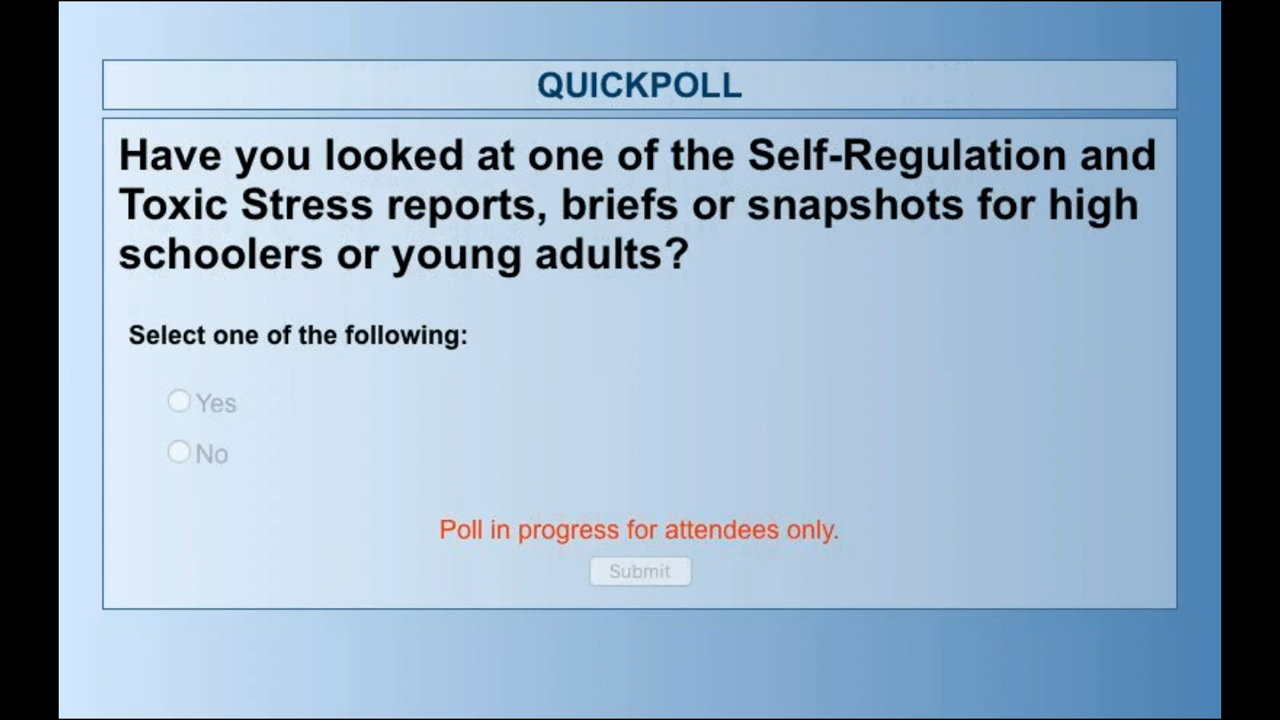 QUICKPOLL
Have you looked at one of the Self-Regulation and
Toxic Stress reports, briefs or snapshots for high
schoolers or young adults?
Select one of the following:
Yes
No
Poll in progress for attendees only.
Submit